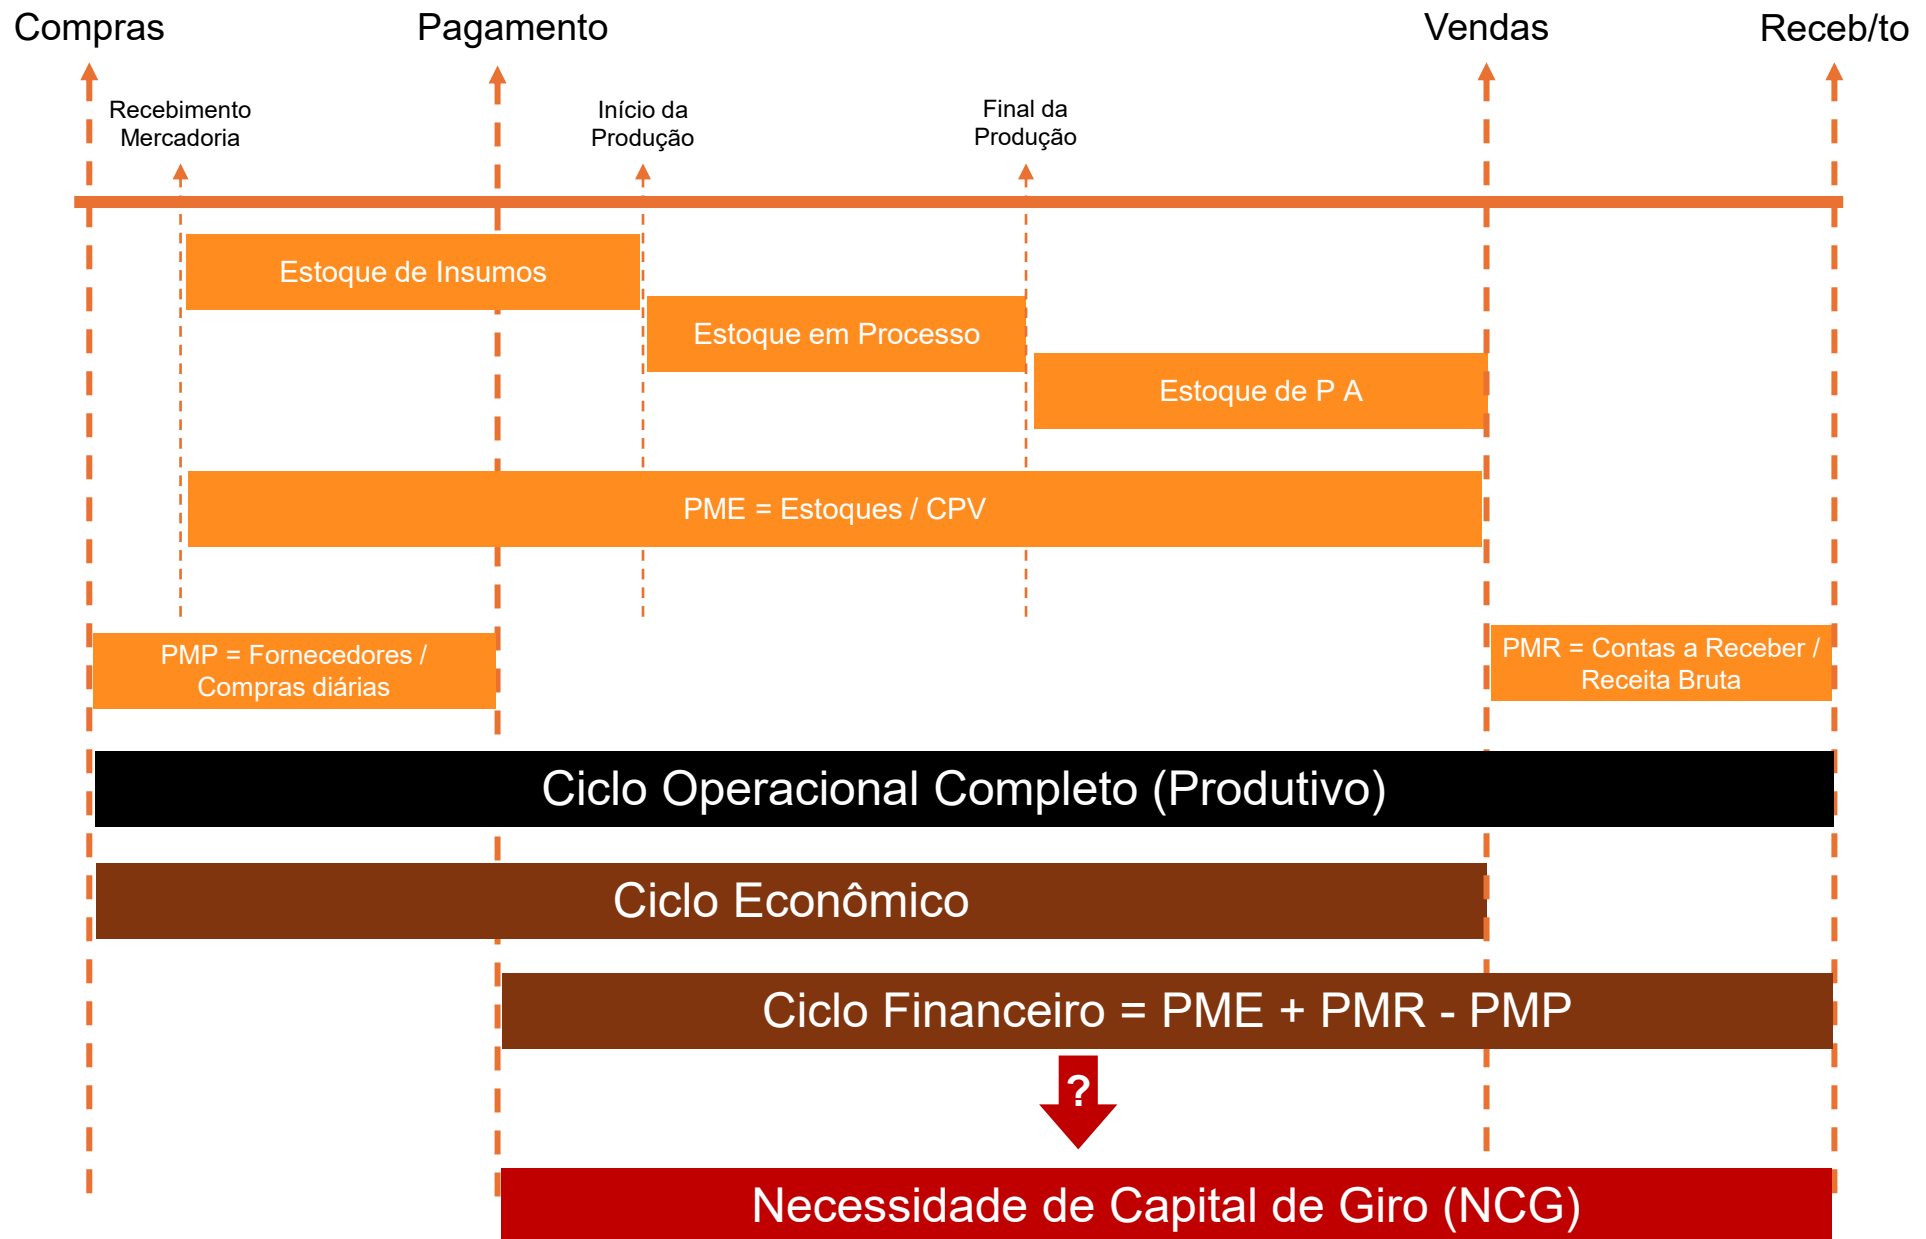 Compras
Pagamento
Vendas
Receb/to
Recebimento
Mercadoria
Início da
Produção
Final da
Produção
Estoque de Insumos
Estoque em Processo
Estoque de P A
PME = Estoques / CPV
PMP = Fornecedores /
Compras diárias
PMR = Contas a Receber /
Receita Bruta
Ciclo Operacional Completo (Produtivo)
Ciclo Econômico
Ciclo Financeiro = PME + PMR - PMP
?
Necessidade de Capital de Giro (NCG)